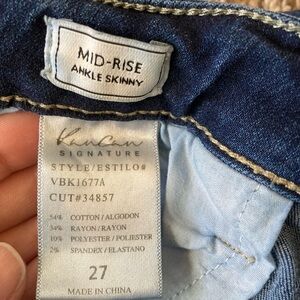 MID-RISE
ANKLE SKINNY
KanCan
SIGNATURE
STYLE/ESTILO#
VBK1677A
CUT#34857
54% COTTON/ALGODON
34% RAYON/RAYON
10% POLYESTER/POLIESTER
2% SPANDEX/ELASTANO
27
MADE IN CHINA